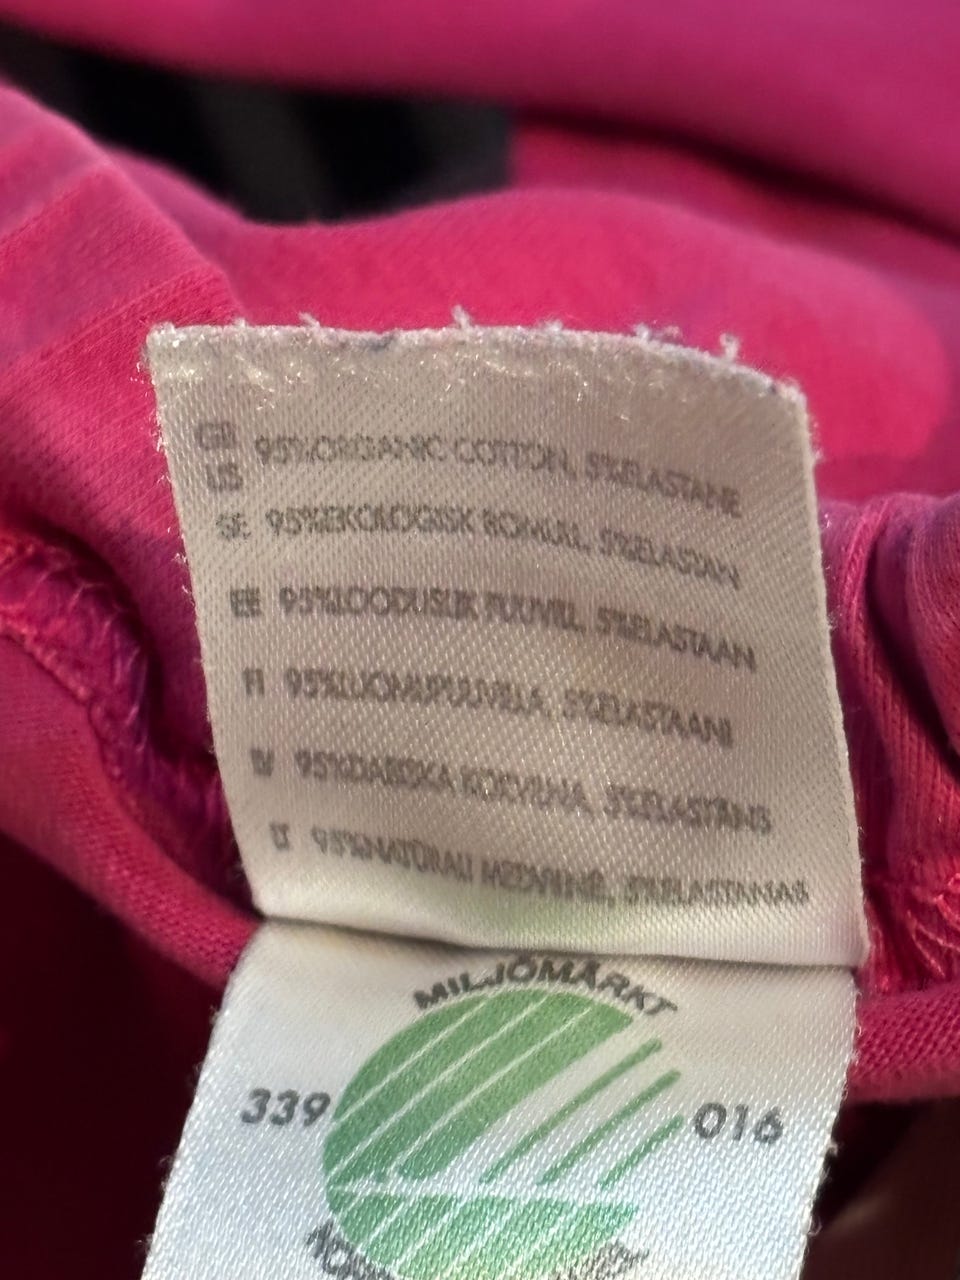 GB 95%ORGANIC COTTON, 5%ELASTANE
US
SE 95%EKOLOGISK BOMULL, 5%ELASTAN
EE 95%LOODUSLIK PUUVILL, 5%ELASTAAN
FI 95%LUOMUPUUVILLA, 5%ELASTAANI
LV 95%DABISKA KOKVILNA, 5%ELASTĀNS
LT 95%NATŪRALI MEDVILNĖ, 5%ELASTANAS
MILJÖMÄRKT
339 016